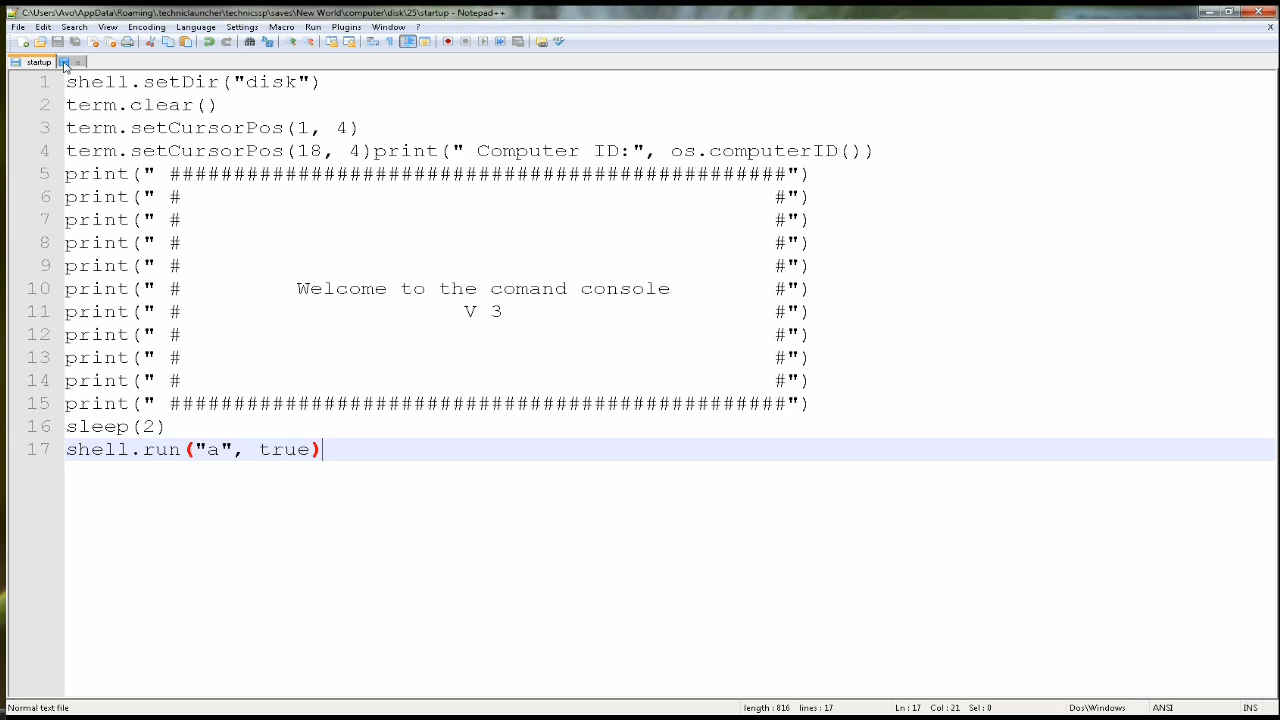 C:\Users\Avo\AppData\Roaming\.techniclauncher\technicssp\saves\New World\computer\disk\25\startup - Notepad++
File Edit Search View Encoding Language Settings Macro Run Plugins Window ? X
startup a
1 shell.setDir("disk")
2 term.clear()
3 term.setCursorPos(1, 4)
4 term.setCursorPos(18, 4)print(" Computer ID:", os.computerID())
5 print(" ################################################")
6 print(" #                                              #")
7 print(" #                                              #")
8 print(" #                                              #")
9 print(" #                                              #")
10 print(" #         Welcome to the comand console        #")
11 print(" #                      V 3                     #")
12 print(" #                                              #")
13 print(" #                                              #")
14 print(" #                                              #")
15 print(" ################################################")
16 sleep(2)
17 shell.run("a", true)
Normal text file length : 816 lines : 17 Ln : 17 Col : 21 Sel : 0 Dos\Windows ANSI INS